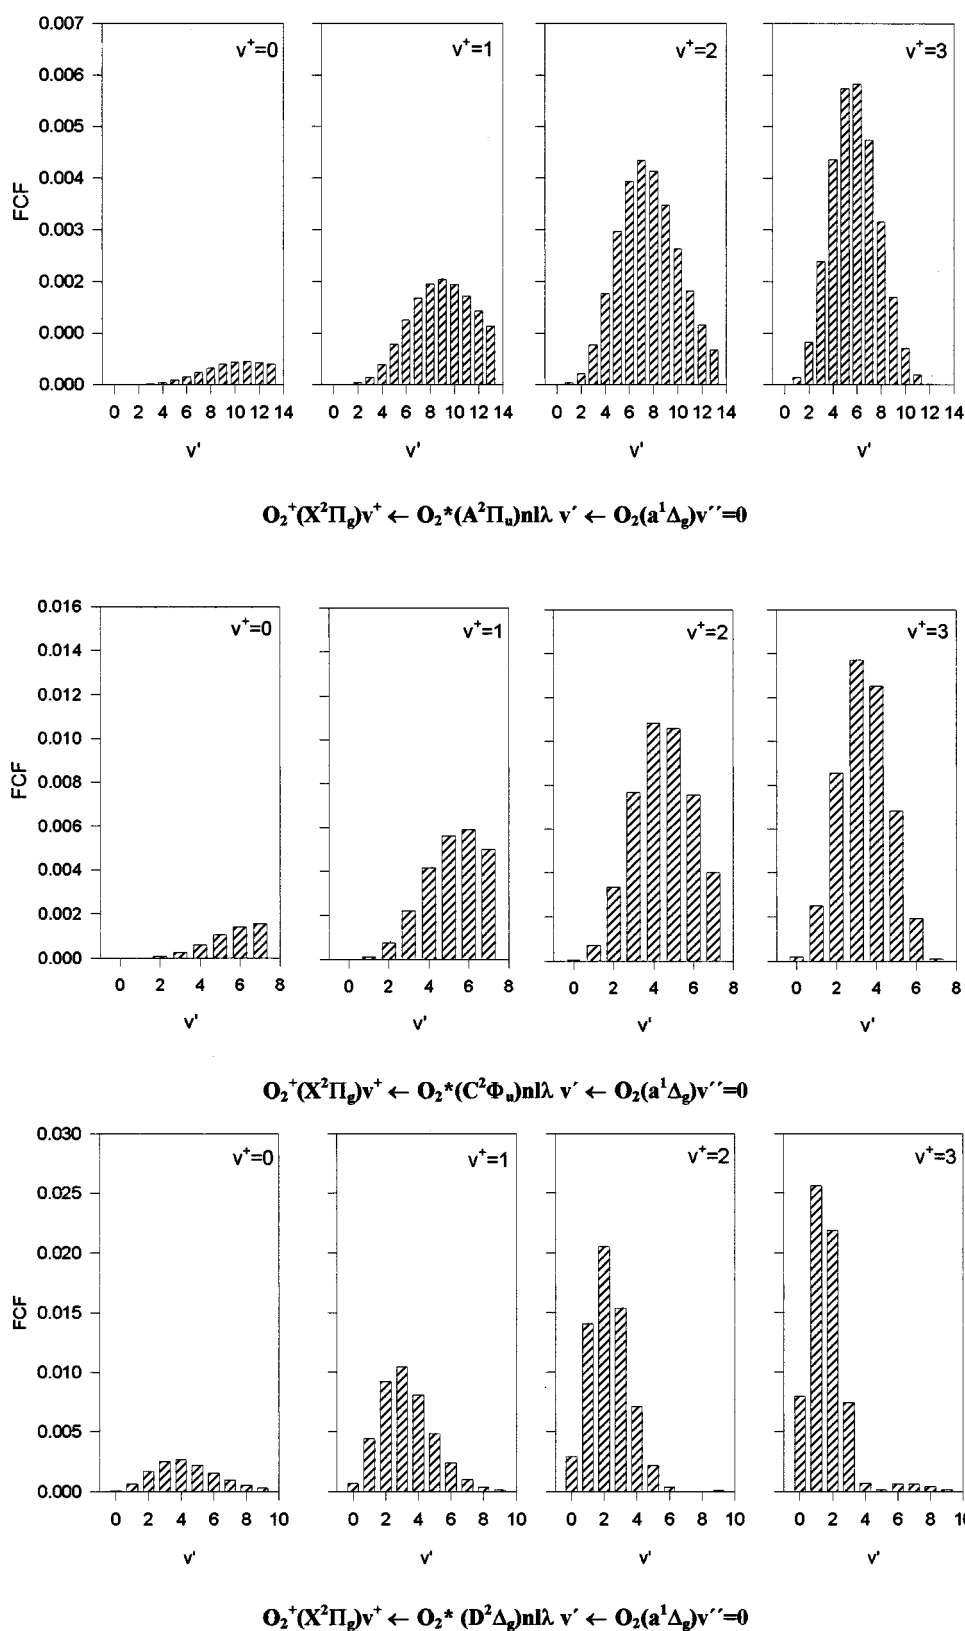 0.007
0.006
0.005
0.004
0.003
0.002
0.000
0.000
FCF
v⁺=0
v⁺=1
v⁺=2
v⁺=3
0 2 4 6 8 10 12 14
0 2 4 6 8 10 12 14
0 2 4 6 8 10 12 14
0 2 4 6 8 10 12 14
v' v' v' v'
O₂⁺(X²Πg)v⁺ ← O₂*(A²Πu)nlλ v´ ← O₂(a¹Δg)v´´=0
0.016
0.014
0.012
0.010
0.008
0.006
0.004
0.002
0.000
FCF
v⁺=0
v⁺=1
v⁺=2
v⁺=3
0 2 4 6 8
0 2 4 6 8
0 2 4 6 8
0 2 4 6 8
v' v' v' v'
O₂⁺(X²Πg)v⁺ ← O₂*(C²Φu)nlλ v´ ← O₂(a¹Δg)v´´=0
0.030
0.025
0.020
0.015
0.010
0.005
0.000
FCF
v⁺=0
v⁺=1
v⁺=2
v⁺=3
0 2 4 6 8 10
0 2 4 6 8 10
0 2 4 6 8 10
0 2 4 6 8 10
v' v' v' v'
O₂⁺(X²Πg)v⁺ ← O₂* (D²Δg)nlλ v´ ← O₂(a¹Δg)v´´=0